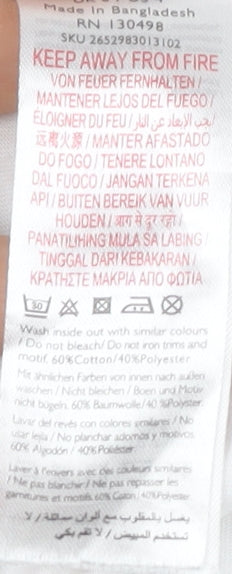 Made in Bangladesh
RN 130498
SKU 2652983013102
KEEP AWAY FROM FIRE
VON FEUER FERNHALTEN /
MANTENER LEJOS DEL FUEGO /
ÉLOIGNER DU FEU / يجب الابعاد عن النار /
远离火源 / MANTER AFASTADO
DO FOGO / TENERE LONTANO
DAL FUOCO / JANGAN TERKENA
API / BUITEN BEREIK VAN VUUR
HOUDEN / आग से दूर रहो /
PANATILIHING MULA SA LABING /
TINGGAL DARI KEBAKARAN /
ΚΡΑΤΗΣΤΕ ΜΑΚΡΙΑ ΑΠΟ ΦΩΤΙΑ
30
Wash inside out with similar colours
/ Do not bleach/ Do not iron trims and
motif. 60%Cotton/40%Polyester
Mit ähnlichen Farben von innen nach außen
waschen / Nicht bleichen / Borten und Motiv
nicht bügeln. 60% Baumwolle/40 %Polyester.
Lavar del revés con colores similares / No
usar lejía / No planchar adornos y motivos.
60% Algodón / 40% Poliéster
Laver à l'envers avec des couleurs similaires
/ Ne pas blanchir/ Ne pas repasser les
garnitures et motifs. 60% Coton / 40%Polyester
يغسل بالمقلوب مع ألوان مماثلة / لا
تستخدم المبيض / لا تقم بكي